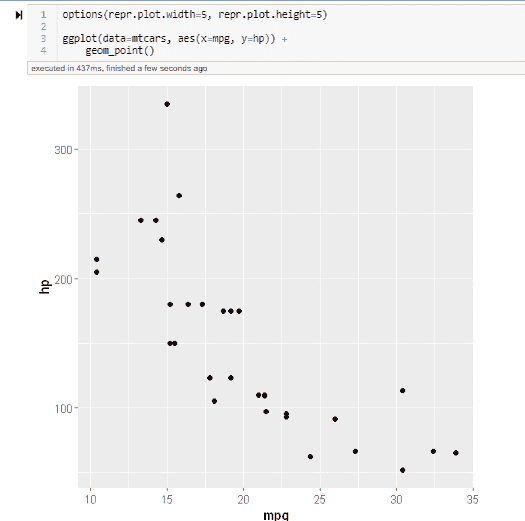 1 options(repr.plot.width=5, repr.plot.height=5)
2
3 ggplot(data=mtcars, aes(x=mpg, y=hp)) +
4 geom_point()
executed in 437ms, finished a few seconds ago
300
hp
200
100
10 15 20 25 30 35
mpg